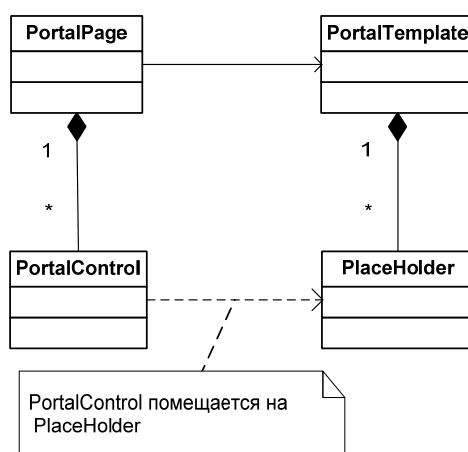 PortalPage
PortalTemplate
1
1
*
*
PortalControl
PlaceHolder
PortalControl помещается на
PlaceHolder